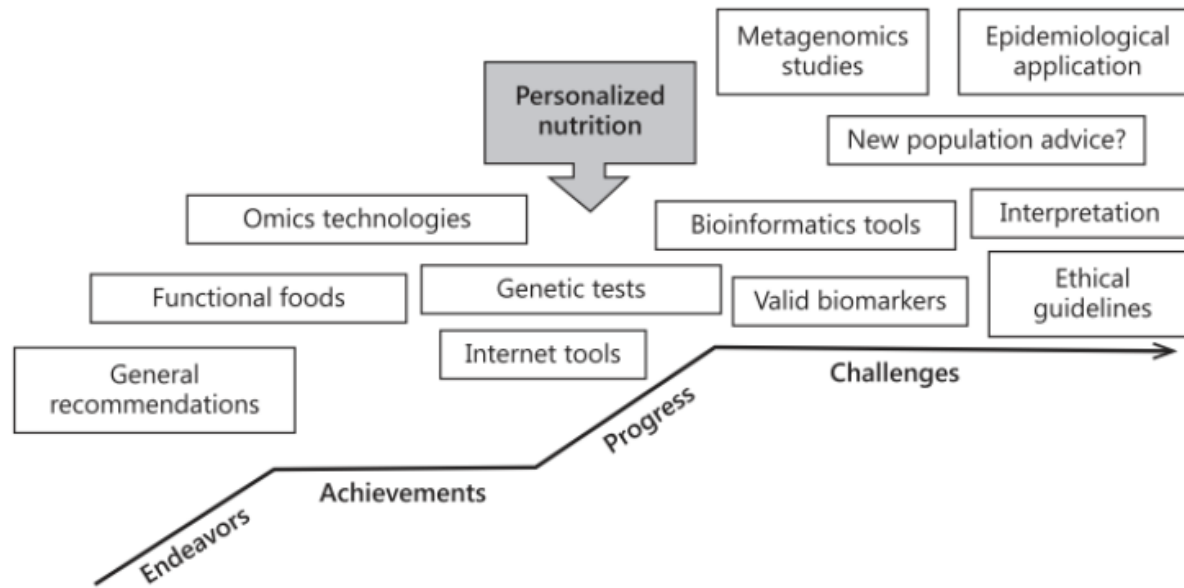 Metagenomics
studies
Epidemiological
application
Personalized
nutrition
New population advice?
Omics technologies
Bioinformatics tools
Interpretation
Functional foods
Genetic tests
Valid biomarkers
Ethical
guidelines
General
recommendations
Internet tools
Challenges
Progress
Achievements
Endeavors